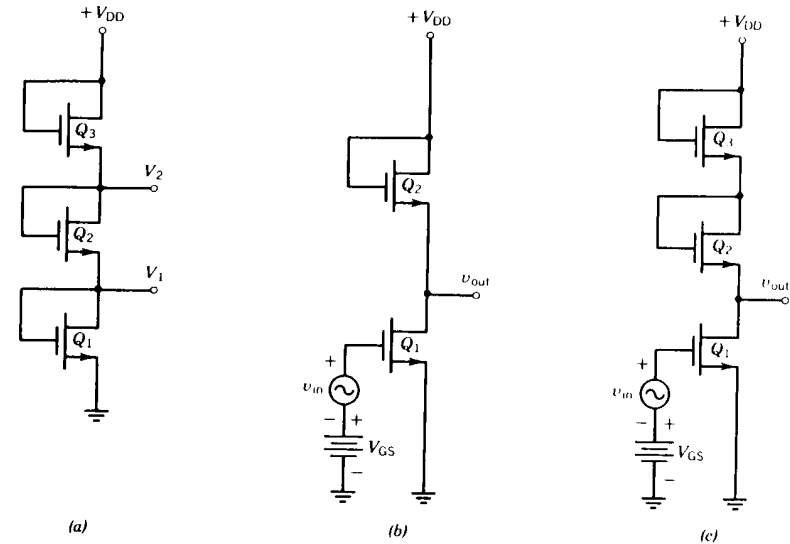 + V_DD
Q_3
V_2
Q_2
V_1
Q_1
(a)
+ V_DD
Q_2
v_out
Q_1
+
v_in
−
+
V_GS
−
(b)
+ V_DD
Q_3
Q_2
v_out
Q_1
+
v_in
−
+
V_GS
−
(c)